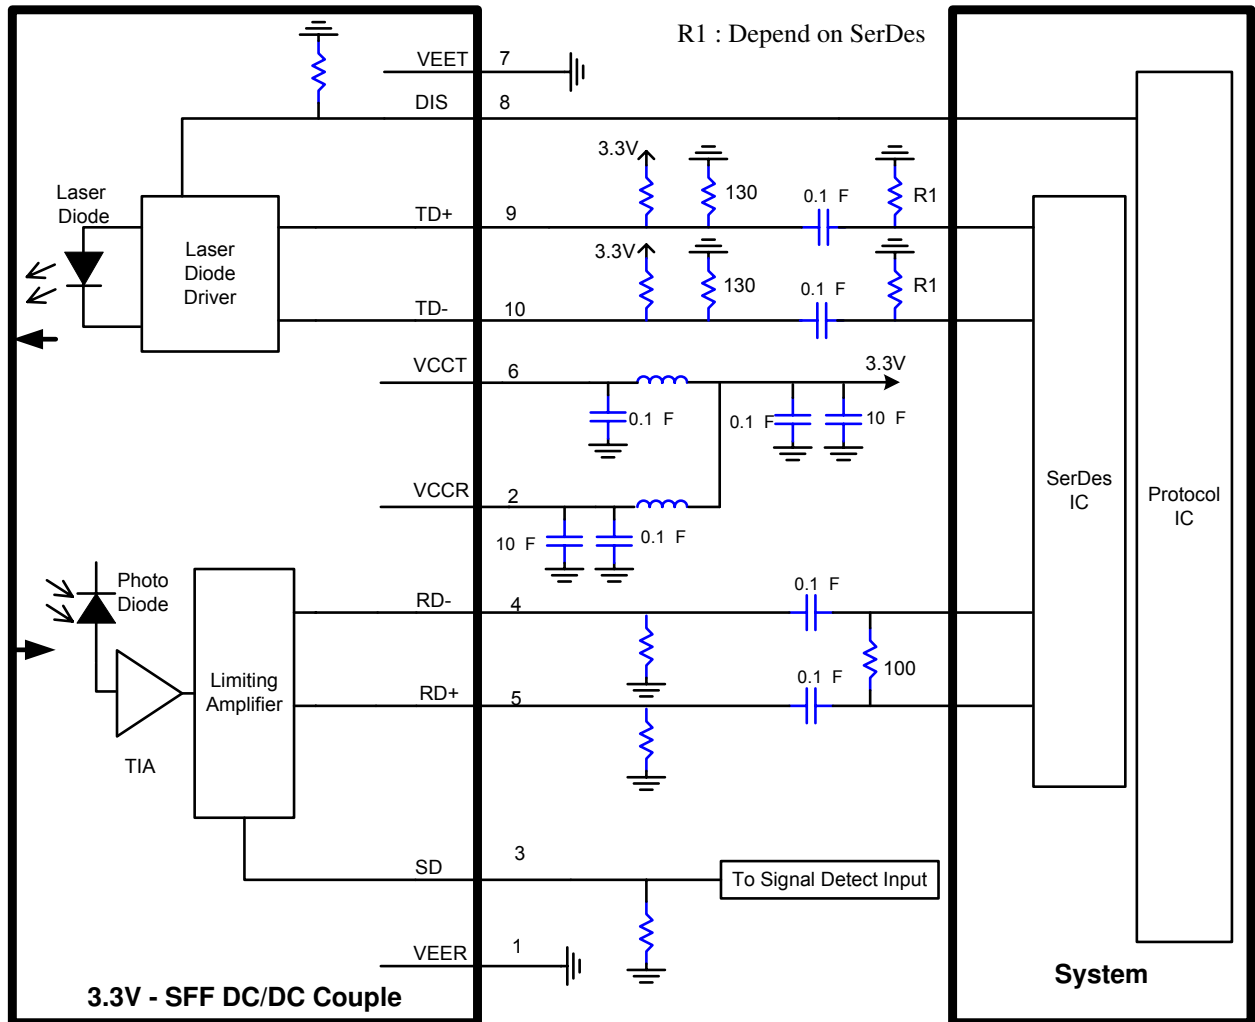 R1 : Depend on SerDes
VEET 7
DIS 8
3.3V
130
0.1 F
R1
Laser
Diode
TD+ 9
Laser
Diode
Driver
3.3V
130
0.1 F
R1
TD- 10
VCCT 6
3.3V
0.1 F
0.1 F
10 F
VCCR 2
10 F
0.1 F
SerDes
IC
Protocol
IC
Photo
Diode
RD- 4
0.1 F
100
Limiting
Amplifier
RD+ 5
0.1 F
TIA
SD 3
To Signal Detect Input
VEER 1
3.3V - SFF DC/DC Couple
System